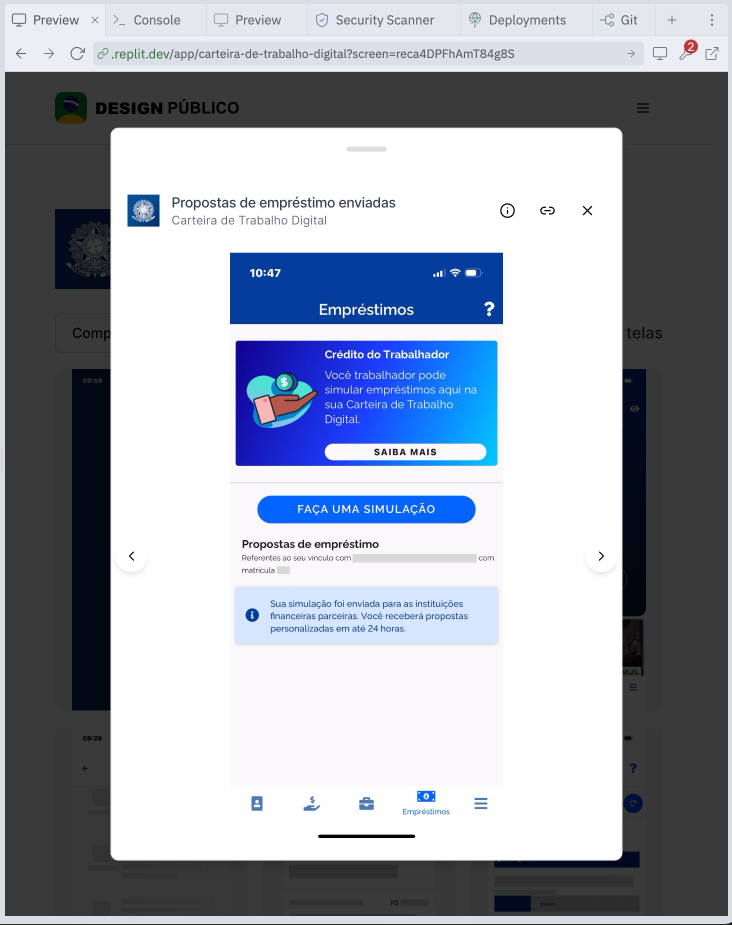 Preview
Console
Preview
Security Scanner
Deployments
Git
.replit.dev/app/carteira-de-trabalho-digital?screen=reca4DPFhAmT84g8S
2
DESIGN PÚBLICO
Propostas de empréstimo enviadas
Carteira de Trabalho Digital
Comp
telas
09:59
10:47
Empréstimos
?
Crédito do Trabalhador
Você trabalhador pode
simular empréstimos aqui na
sua Carteira de Trabalho
Digital.
SAIBA MAIS
FAÇA UMA SIMULAÇÃO
Propostas de empréstimo
Referentes ao seu vínculo com com
matrícula
Sua simulação foi enviada para as instituições
financeiras parceiras. Você receberá propostas
personalizadas em até 24 horas.
09:29
?
Empréstimos
R$